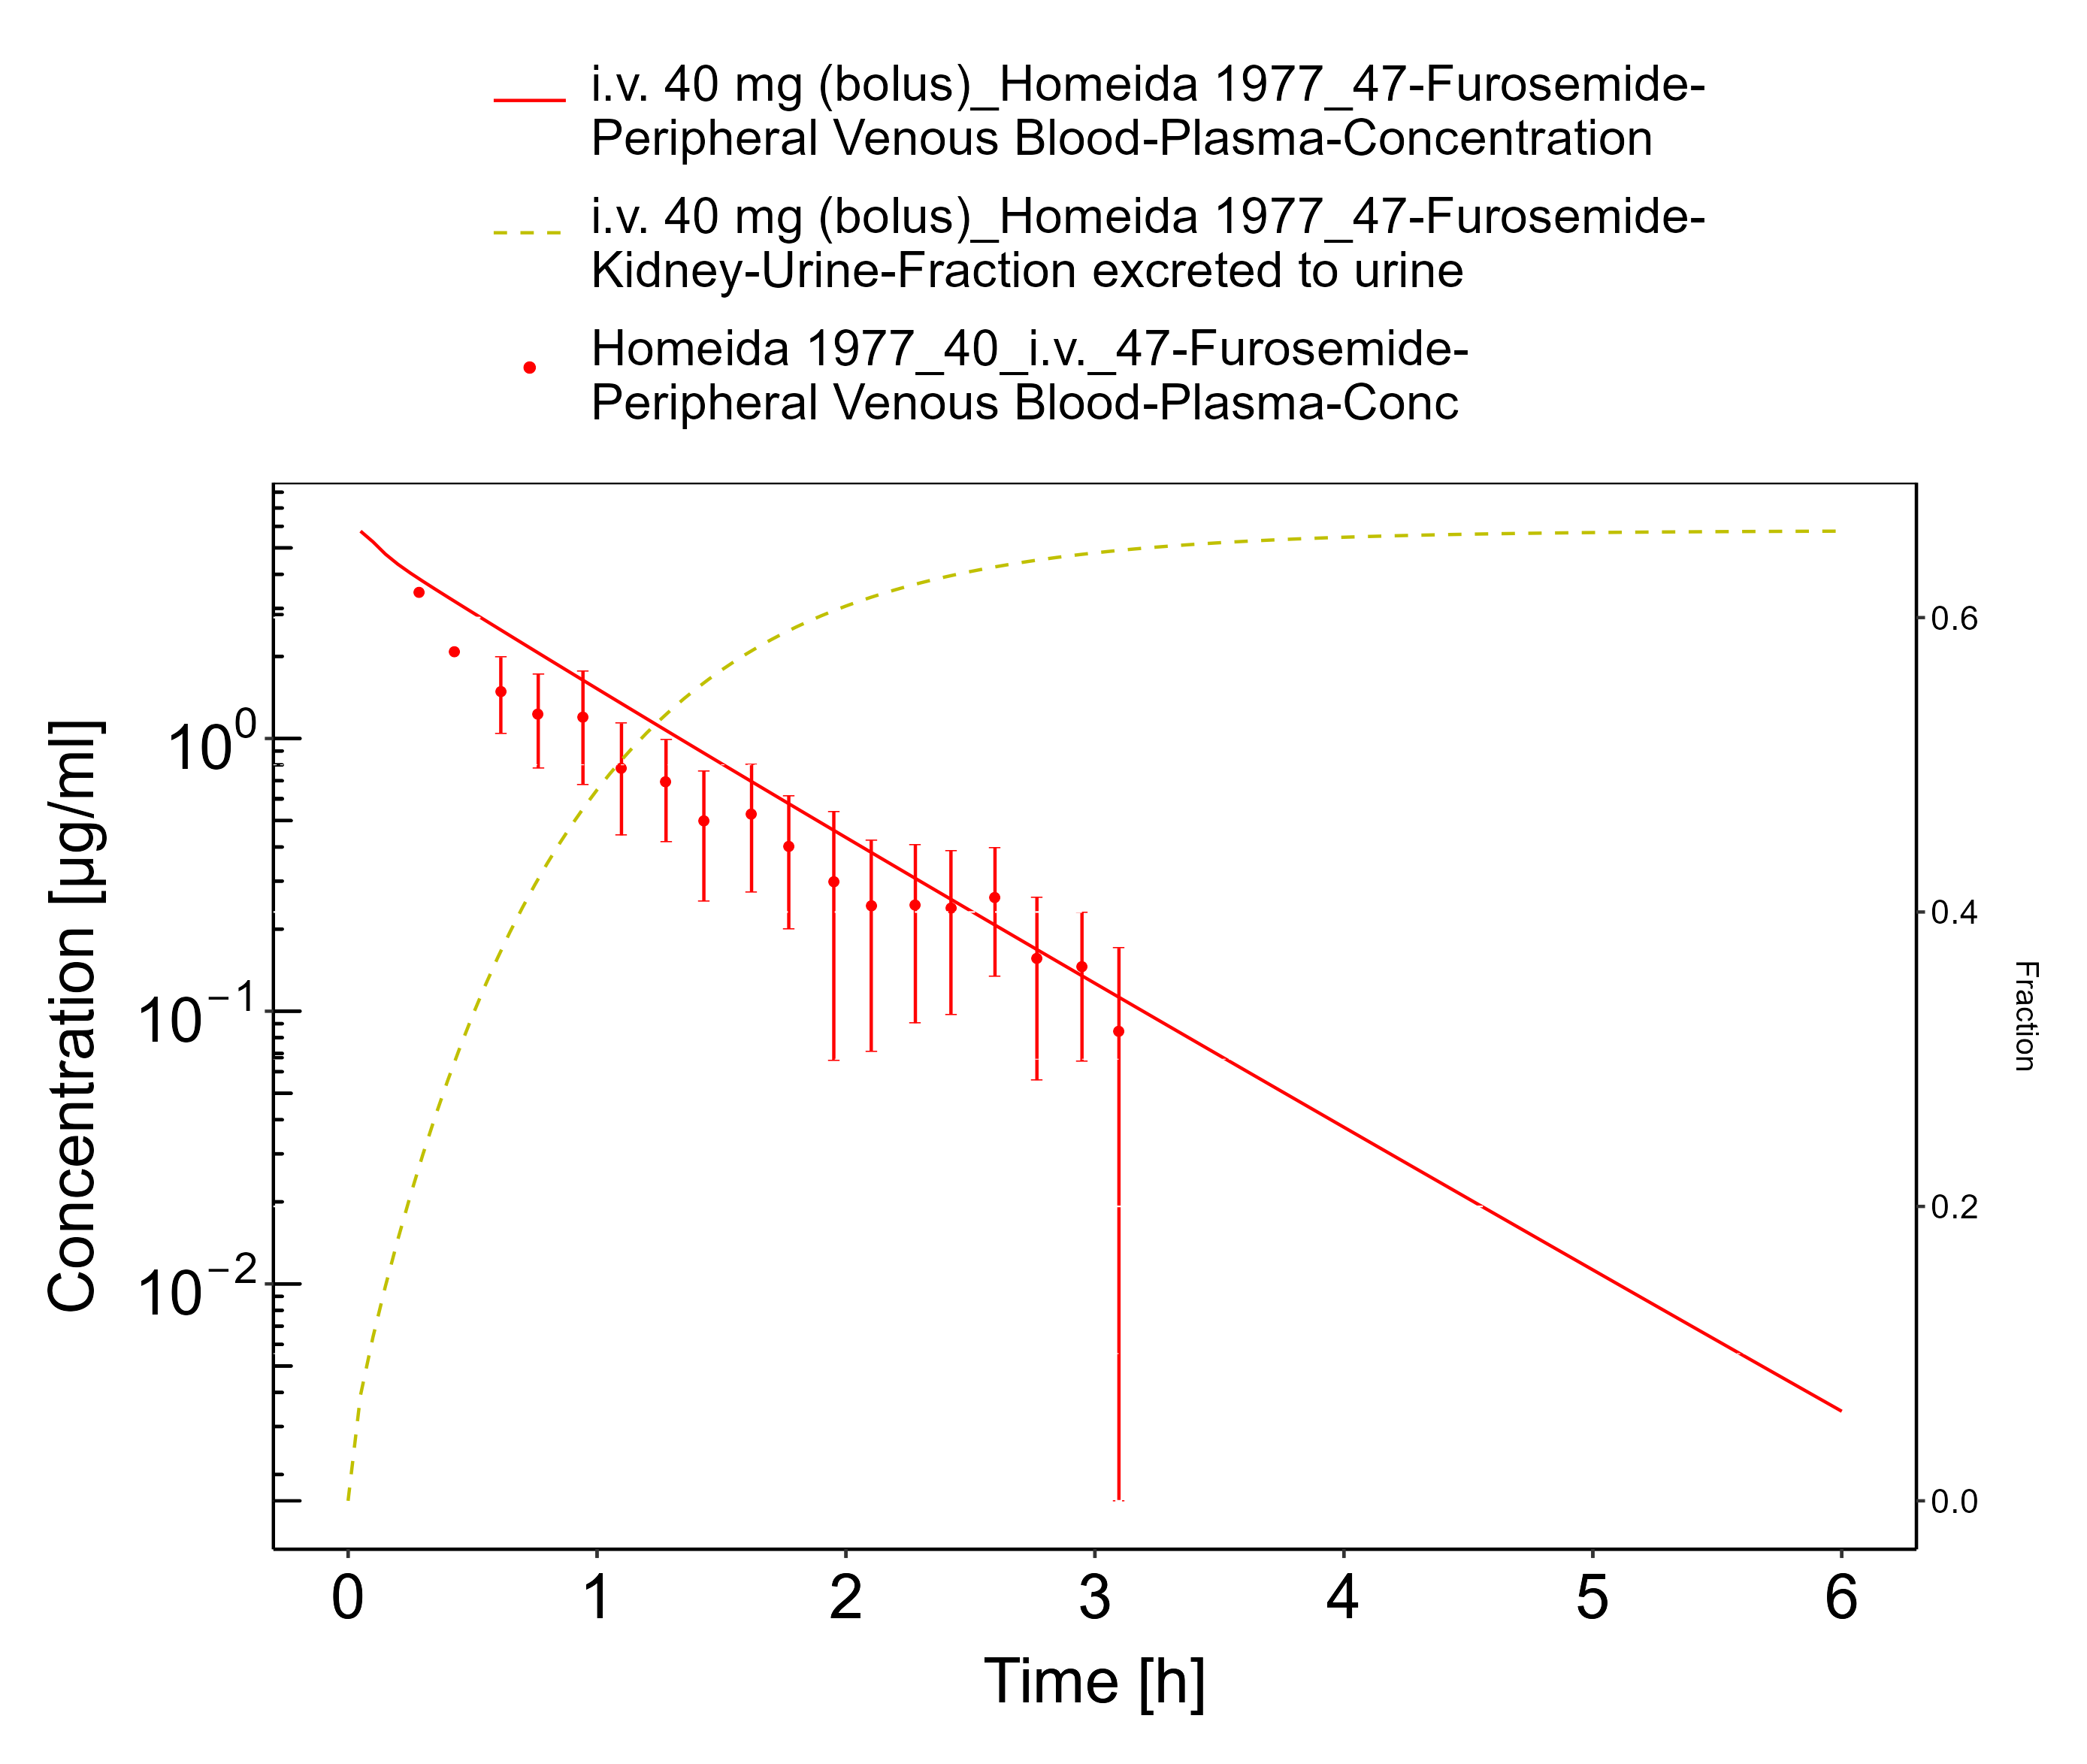 i.v. 40 mg (bolus)_Homeida 1977_47-Furosemide-
Peripheral Venous Blood-Plasma-Concentration
i.v. 40 mg (bolus)_Homeida 1977_47-Furosemide-
Kidney-Urine-Fraction excreted to urine
Homeida 1977_40_i.v._47-Furosemide-
Peripheral Venous Blood-Plasma-Conc
Concentration [µg/ml]
10^0
10^−1
10^−2
0.6
0.4
0.2
0.0
Fraction
0 1 2 3 4 5 6
Time [h]